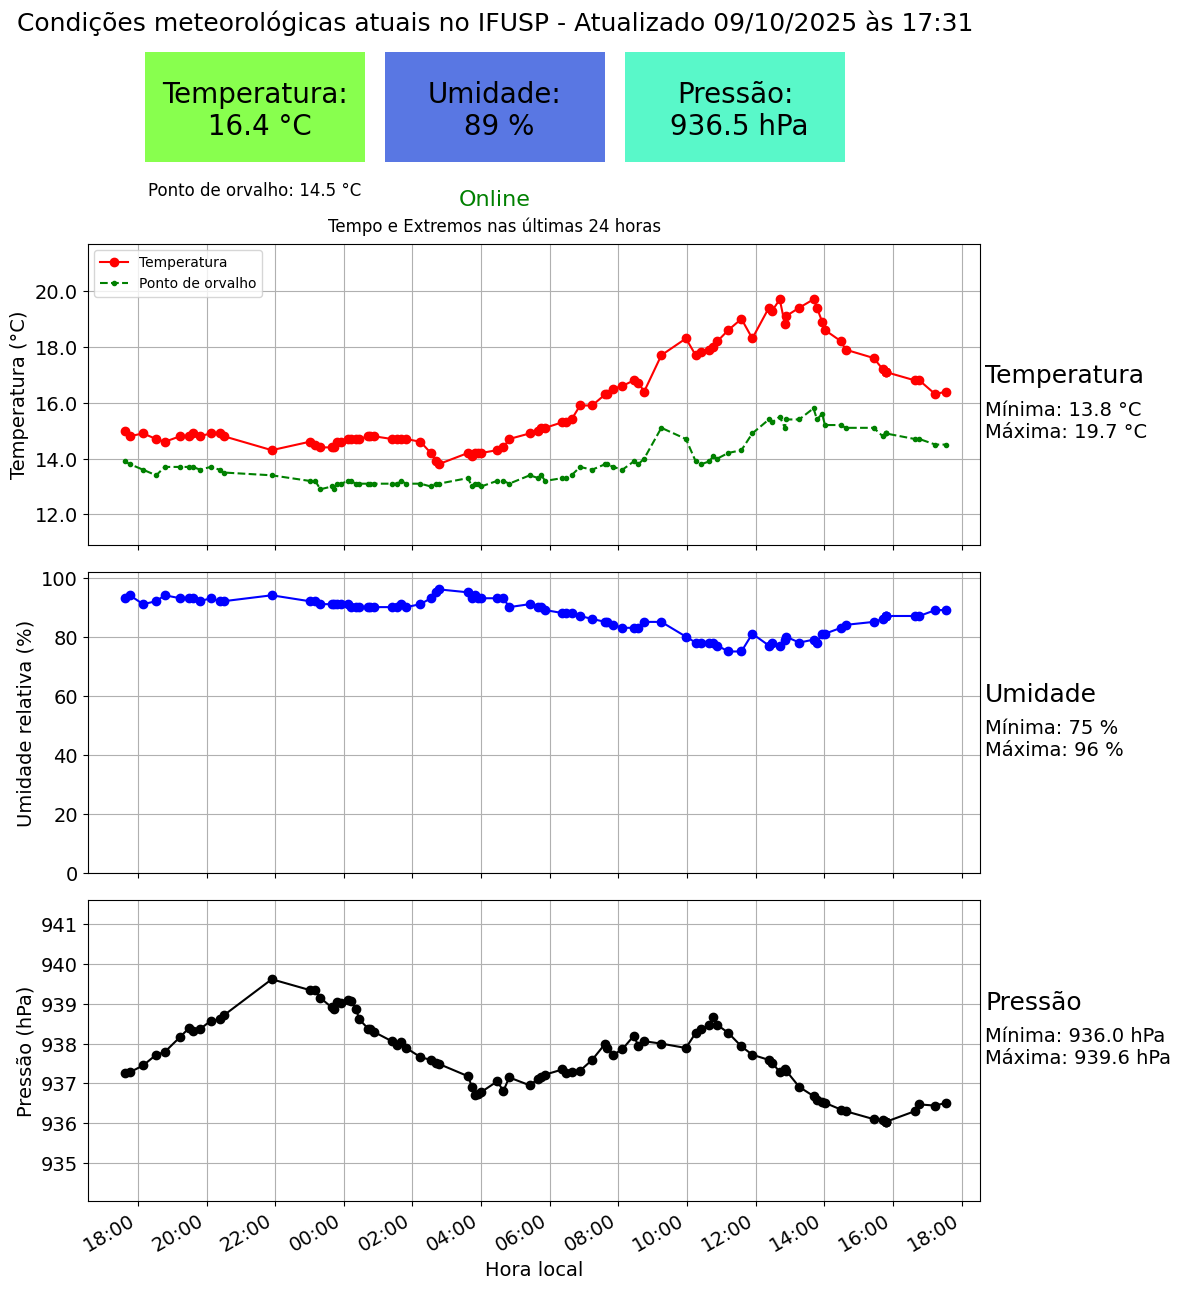 Condições meteorológicas atuais no IFUSP - Atualizado 09/10/2025 às 17:31
Temperatura:
16.4 °C
Umidade:
89 %
Pressão:
936.5 hPa
Ponto de orvalho: 14.5 °C
Online
Tempo e Extremos nas últimas 24 horas
Temperatura
Ponto de orvalho
Temperatura (°C)
20.0
18.0
16.0
14.0
12.0
Temperatura
Mínima: 13.8 °C
Máxima: 19.7 °C
Umidade relativa (%)
100
80
60
40
20
0
Umidade
Mínima: 75 %
Máxima: 96 %
Pressão (hPa)
941
940
939
938
937
936
935
Pressão
Mínima: 936.0 hPa
Máxima: 939.6 hPa
18:00 20:00 22:00 00:00 02:00 04:00 06:00 08:00 10:00 12:00 14:00 16:00 18:00
Hora local